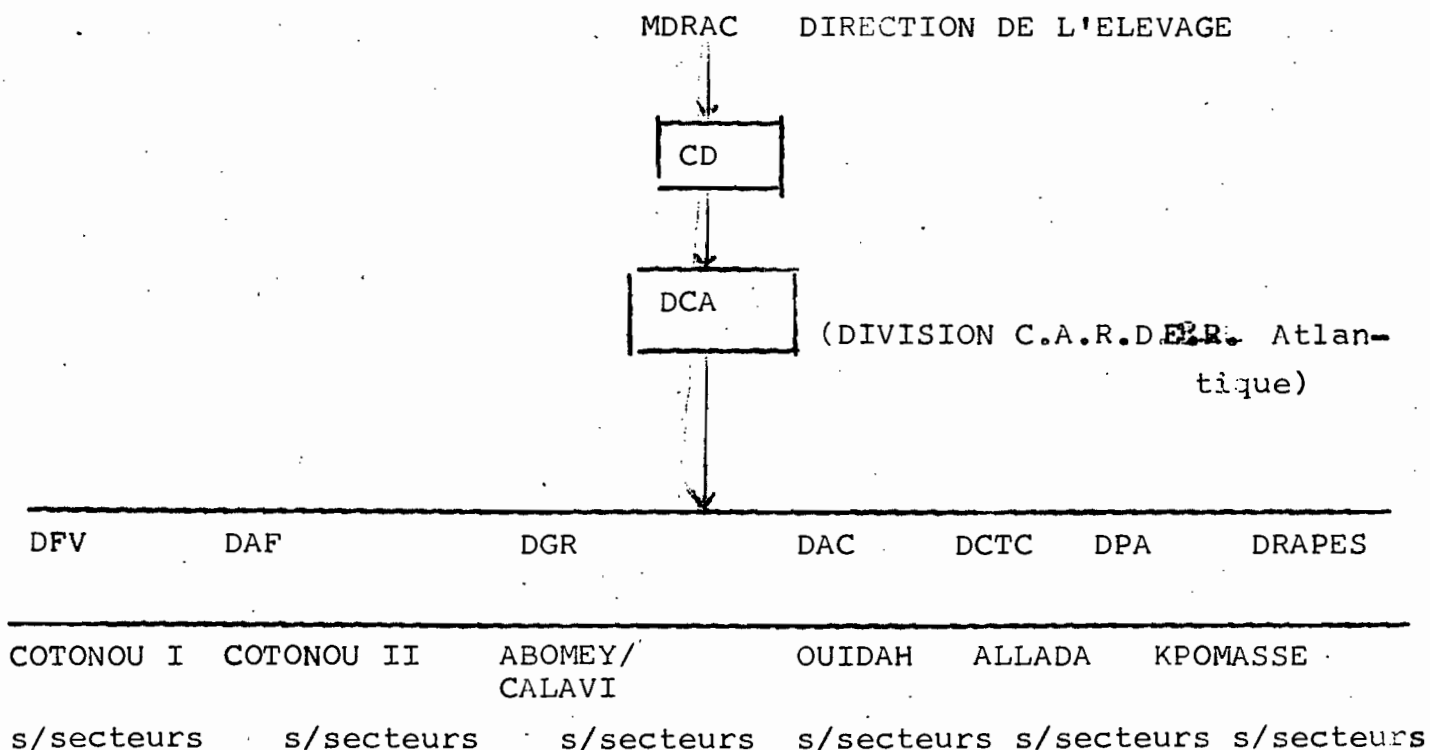 MDRAC DIRECTION DE L'ELEVAGE
CD
DCA
(DIVISION C.A.R.D.E.R. Atlan-
tique)
DFV DAF DGR DAC DCTC DPA DRAPES
COTONOU I COTONOU II ABOMEY/ OUIDAH ALLADA KPOMASSE
CALAVI
s/secteurs s/secteurs s/secteurs s/secteurs s/secteurs s/secteurs